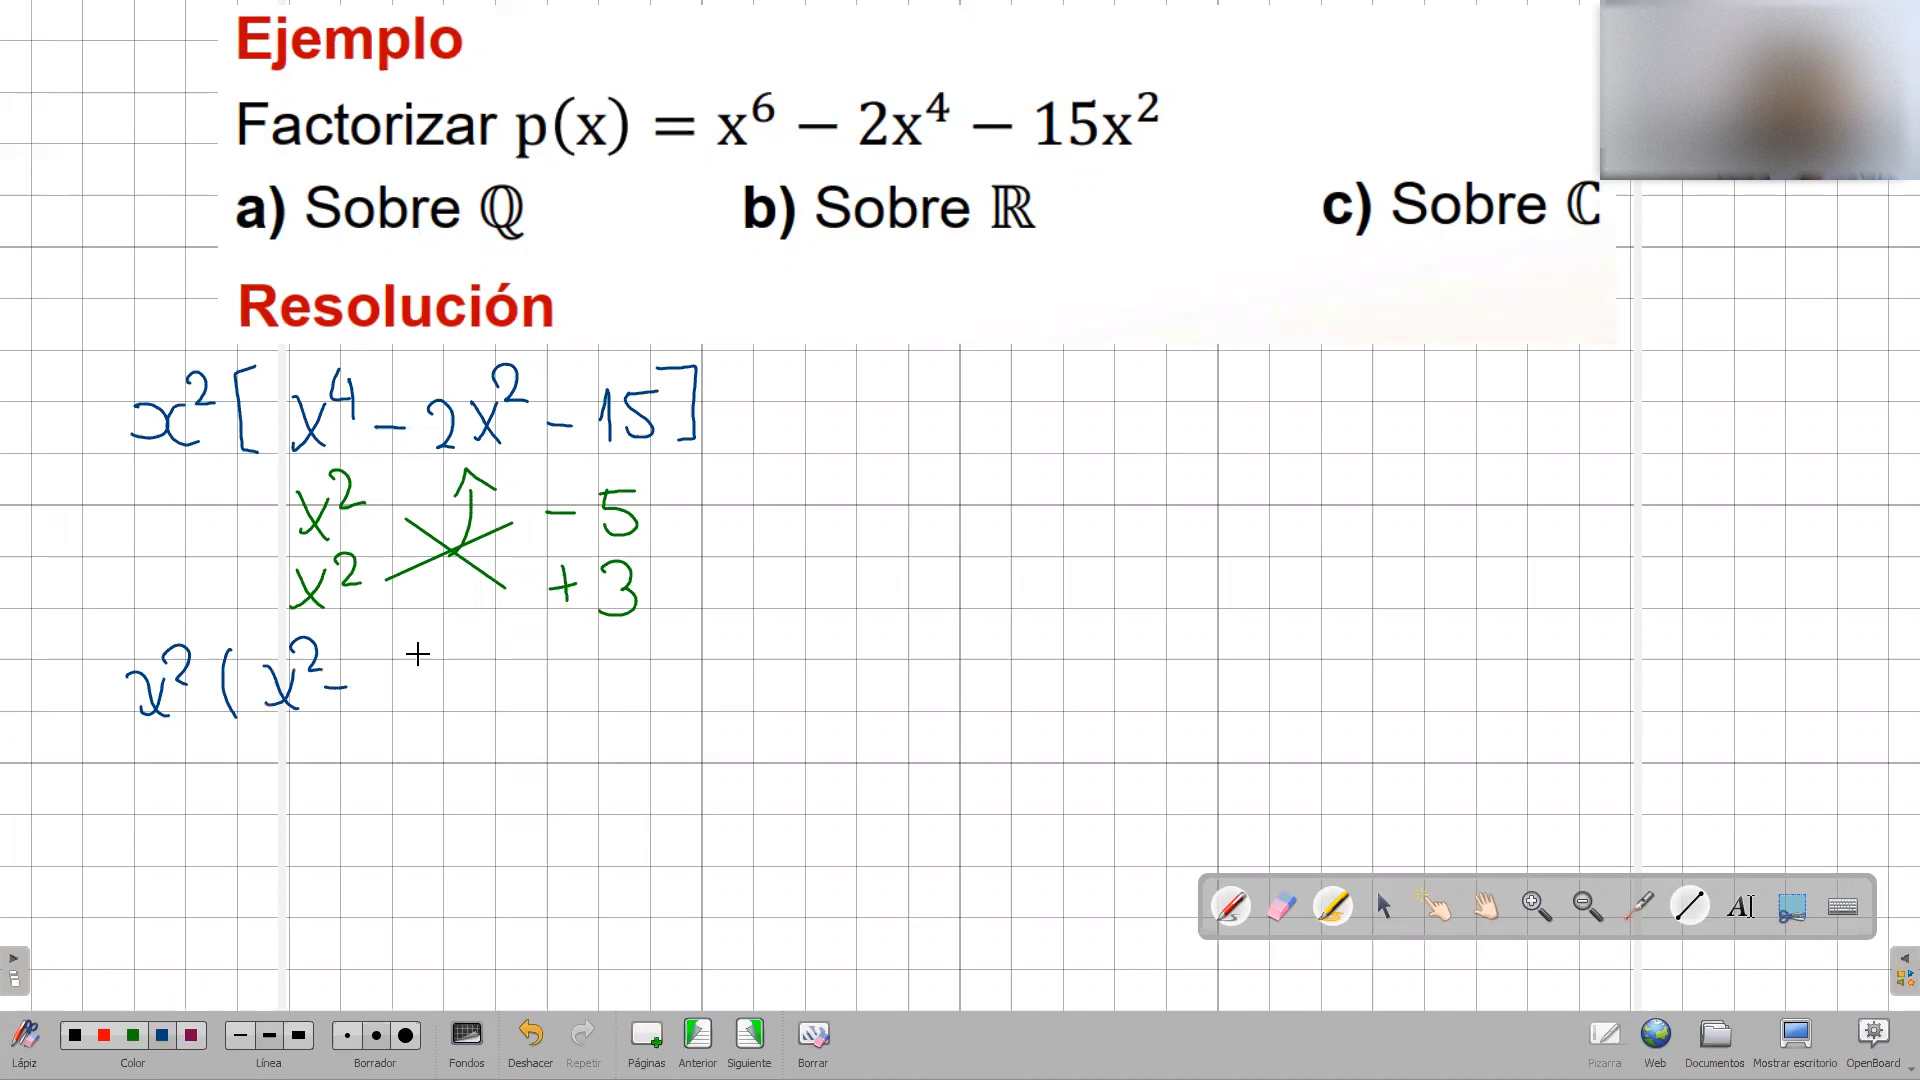 Ejemplo
Factorizar p(x) = x⁶ − 2x⁴ − 15x²
a) Sobre ℚ b) Sobre ℝ c) Sobre ℂ
Resolución
x² [ x⁴ − 2x² − 15 ]
x² − 5
x² + 3
x² ( x² −
Lápiz Color Línea Borrador Fondos Deshacer Repetir Páginas Anterior Siguiente Borrar Pizarra Web Documentos Mostrar escritorio OpenBoard